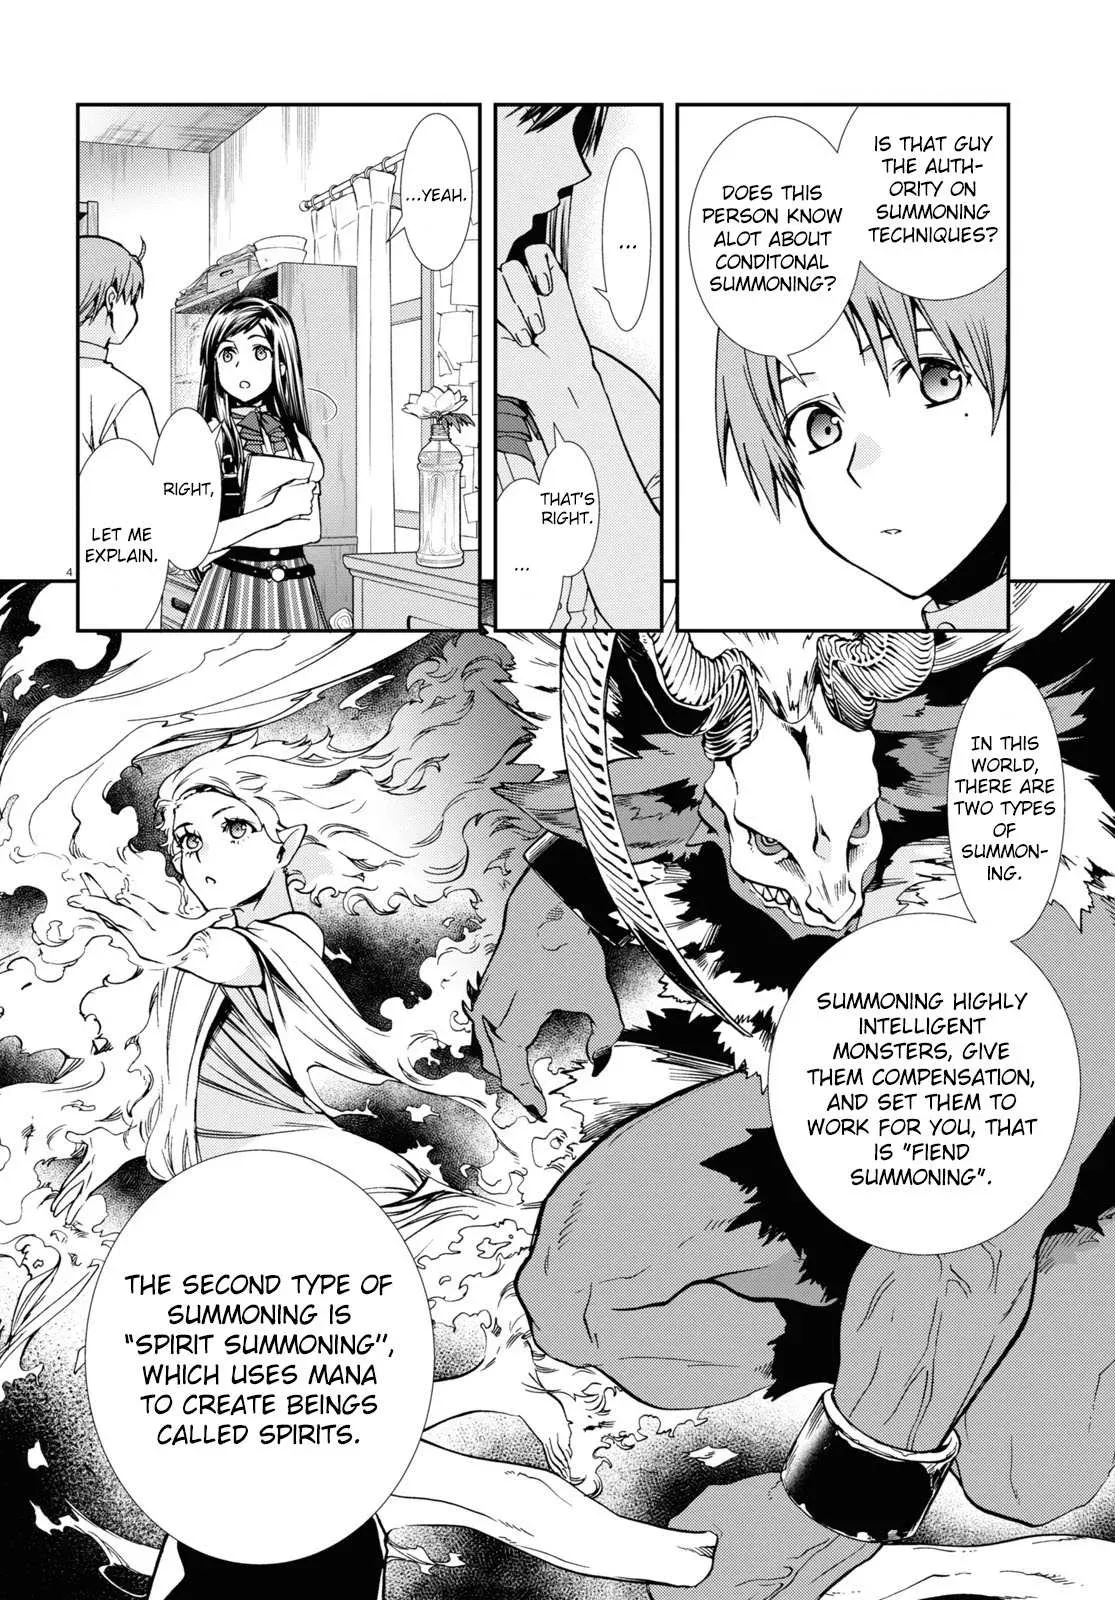 IS THAT GUY
THE AUTH-
ORITY ON
SUMMONING
TECHNIQUES?
DOES THIS
PERSON KNOW
ALOT ABOUT
CONDITONAL
SUMMONING?
...
THAT'S
RIGHT.
...
...YEAH.
RIGHT,
LET ME
EXPLAIN.
4
IN THIS
WORLD,
THERE ARE
TWO TYPES
OF
SUMMON-
ING.
SUMMONING HIGHLY
INTELLIGENT
MONSTERS, GIVE
THEM COMPENSATION,
AND SET THEM TO
WORK FOR YOU, THAT
IS "FIEND
SUMMONING".
THE SECOND TYPE OF
SUMMONING IS
"SPIRIT SUMMONING",
WHICH USES MANA
TO CREATE BEINGS
CALLED SPIRITS.